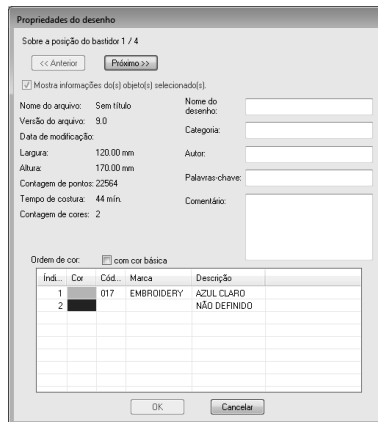 Propriedades do desenho
Sobre a posição do bastidor 1 / 4
<< Anterior
Próximo >>
Mostra informações do(s) objeto(s) selecionado(s).
Nome do arquivo: Sem título
Versão do arquivo: 9.0
Data de modificação:
Largura: 120.00 mm
Altura: 170.00 mm
Contagem de pontos: 22564
Tempo de costura: 44 mín.
Contagem de cores: 2
Nome do
desenho:
Categoria:
Autor:
Palavras-chave:
Comentário:
Ordem de cor: com cor básica
Índi... Cor Cód... Marca Descrição
1 017 EMBROIDERY AZUL CLARO
2 NÃO DEFINIDO
OK Cancelar